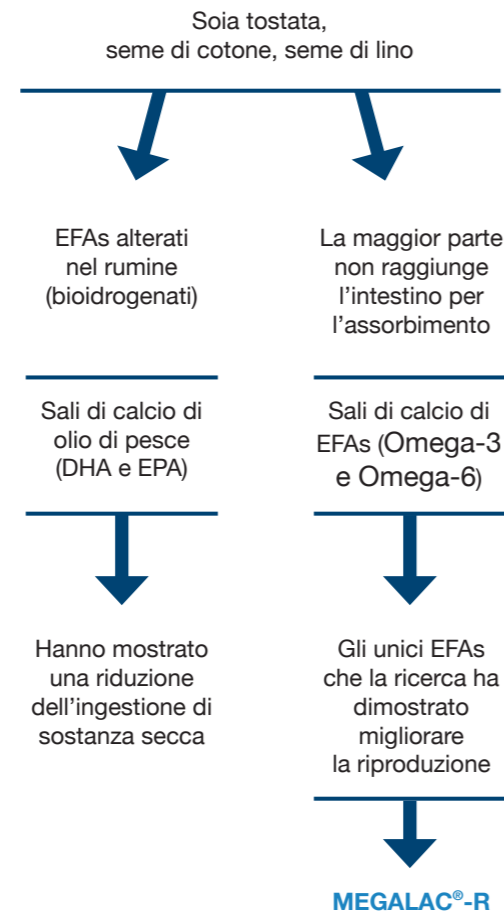 Soia tostata,
seme di cotone, seme di lino
EFAs alterati
nel rumine
(bioidrogenati)
La maggior parte
non raggiunge
l’intestino per
l’assorbimento
Sali di calcio di
olio di pesce
(DHA e EPA)
Sali di calcio di
EFAs (Omega-3
e Omega-6)
Hanno mostrato
una riduzione
dell’ingestione di
sostanza secca
Gli unici EFAs
che la ricerca ha
dimostrato
migliorare
la riproduzione
MEGALAC®-R